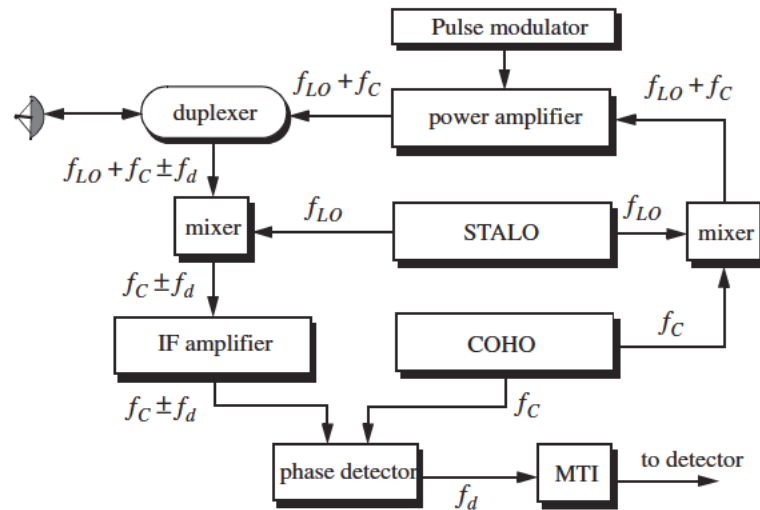 Pulse modulator
f_LO + f_C
f_LO + f_C
duplexer
power amplifier
f_LO + f_C ± f_d
f_LO
f_LO
mixer
STALO
mixer
f_C ± f_d
f_C
IF amplifier
COHO
f_C ± f_d
f_C
to detector
phase detector
MTI
f_d